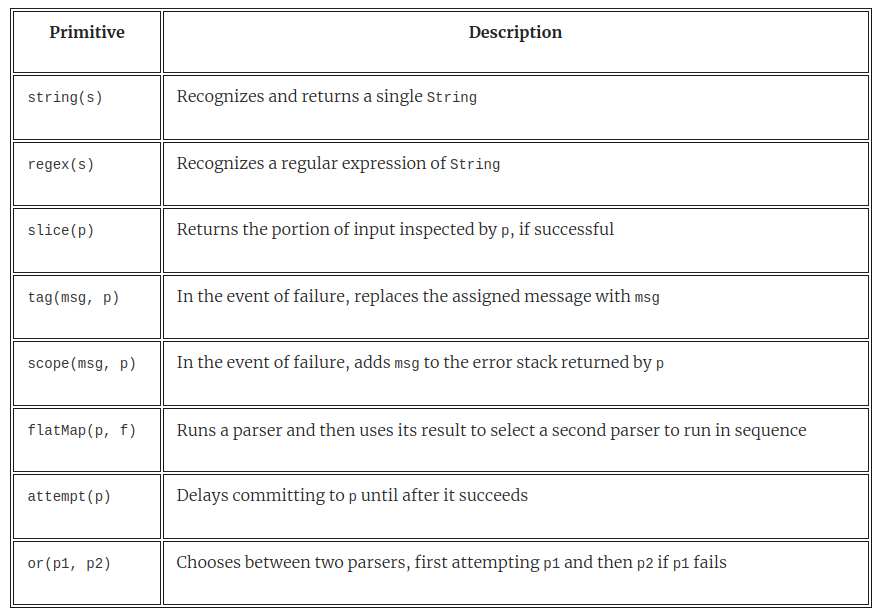 Primitive Description
string(s) Recognizes and returns a single String
regex(s) Recognizes a regular expression of String
slice(p) Returns the portion of input inspected by p, if successful
tag(msg, p) In the event of failure, replaces the assigned message with msg
scope(msg, p) In the event of failure, adds msg to the error stack returned by p
flatMap(p, f) Runs a parser and then uses its result to select a second parser to run in sequence
attempt(p) Delays committing to p until after it succeeds
or(p1, p2) Chooses between two parsers, first attempting p1 and then p2 if p1 fails